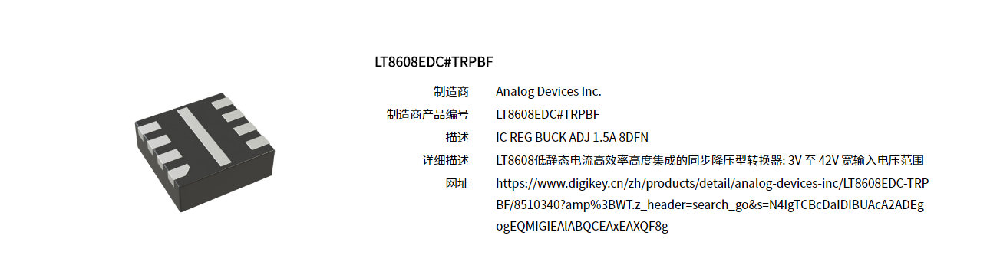 LT8608EDC#TRPBF
制造商 Analog Devices Inc.
制造商产品编号 LT8608EDC#TRPBF
描述 IC REG BUCK ADJ 1.5A 8DFN
详细描述 LT8608低静态电流高效率高度集成的同步降压型转换器: 3V 至 42V 宽输入电压范围
网址 https://www.digikey.cn/zh/products/detail/analog-devices-inc/LT8608EDC-TRP
BF/8510340?amp%3BWT.z_header=search_go&s=N4IgTCBcDaIDIBUAcA2ADEg
ogEQMIGIEAlABQCEAxEAXQF8g